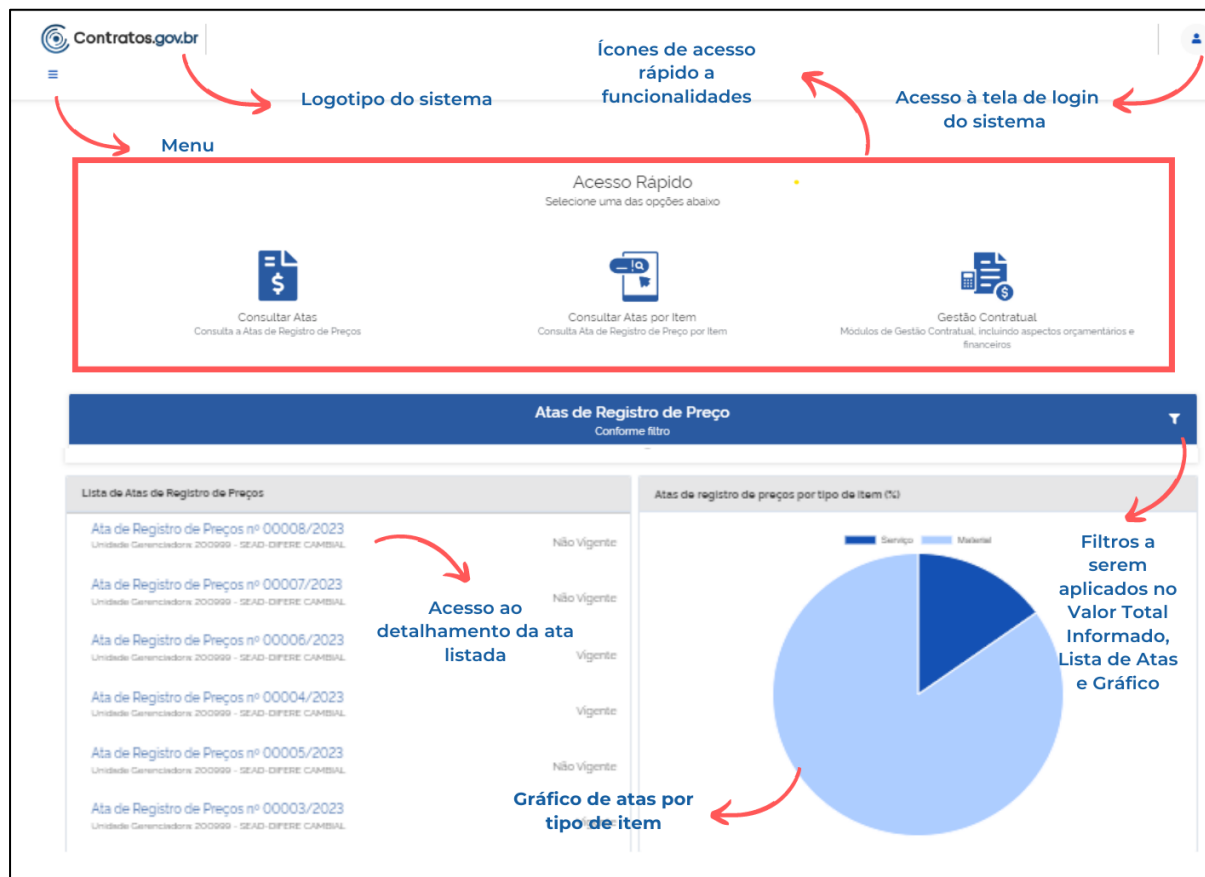 Contratos.gov.br
Logotipo do sistema
Menu
Ícones de acesso
rápido a
funcionalidades
Acesso à tela de login
do sistema
Acesso Rápido
Selecione uma das opções abaixo
Consultar Atas
Consulta a Atas de Registro de Preços
Consultar Atas por Item
Consulta Ata de Registro de Preço por Item
Gestão Contratual
Módulos de Gestão Contratual, incluindo aspectos orçamentários e
financeiros
Atas de Registro de Preço
Conforme filtro
Lista de Atas de Registro de Preços
Ata de Registro de Preços nº 00008/2023
Unidade Gerenciadora: 200999 - SEAD-DIFERE CAMBIAL
Não Vigente
Ata de Registro de Preços nº 00007/2023
Unidade Gerenciadora: 200999 - SEAD-DIFERE CAMBIAL
Não Vigente
Ata de Registro de Preços nº 00006/2023
Unidade Gerenciadora: 200999 - SEAD-DIFERE CAMBIAL
Vigente
Ata de Registro de Preços nº 00004/2023
Unidade Gerenciadora: 200999 - SEAD-DIFERE CAMBIAL
Vigente
Ata de Registro de Preços nº 00005/2023
Unidade Gerenciadora: 200999 - SEAD-DIFERE CAMBIAL
Não Vigente
Ata de Registro de Preços nº 00003/2023
Unidade Gerenciadora: 200999 - SEAD-DIFERE CAMBIAL
Vigente
Acesso ao
detalhamento da ata
listada
Atas de registro de preços por tipo de item (%)
Serviço
Material
Gráfico de atas por
tipo de item
Filtros a
serem
aplicados no
Valor Total
Informado,
Lista de Atas
e Gráfico